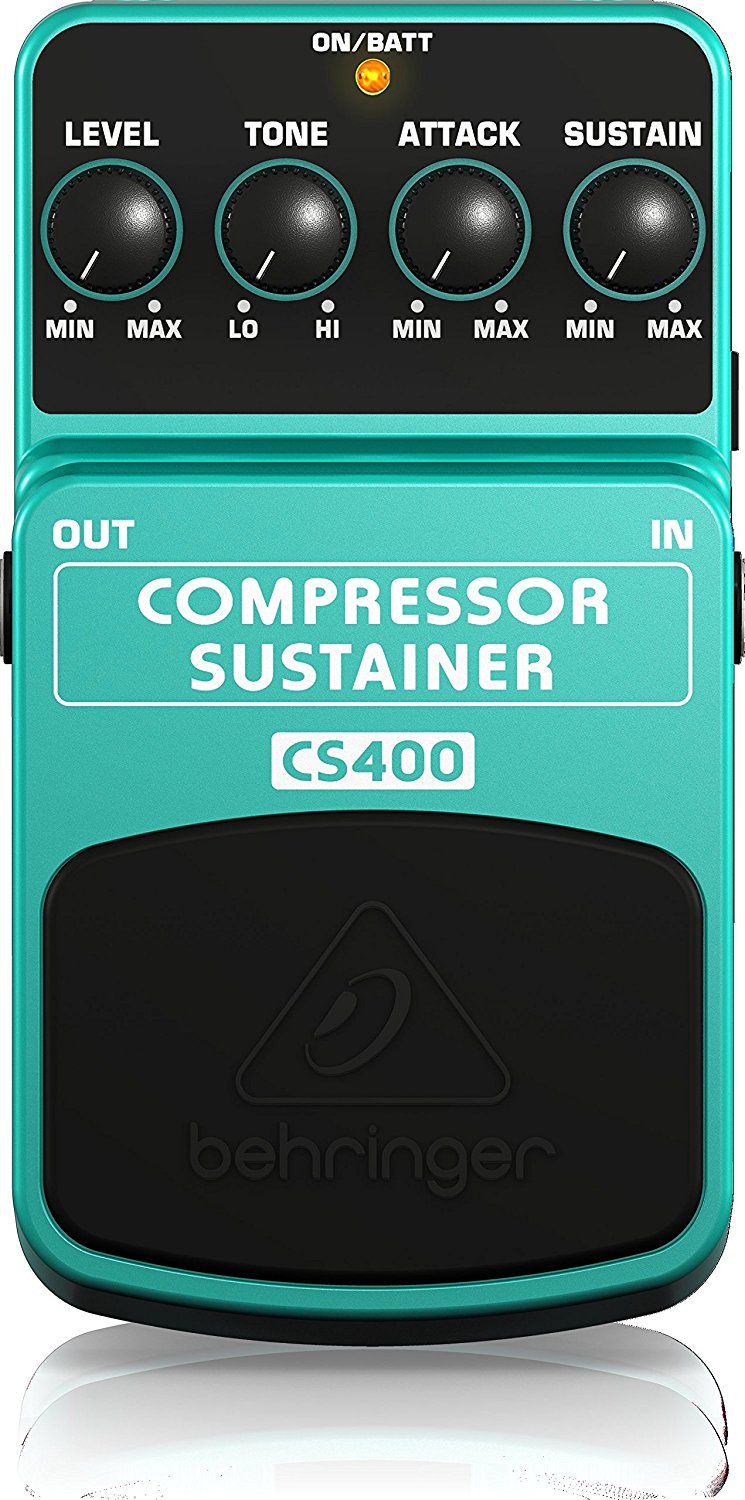 ON/BATT
LEVEL TONE ATTACK SUSTAIN
MIN MAX LO HI MIN MAX MIN MAX
OUT IN
COMPRESSOR
SUSTAINER
CS400
behringer